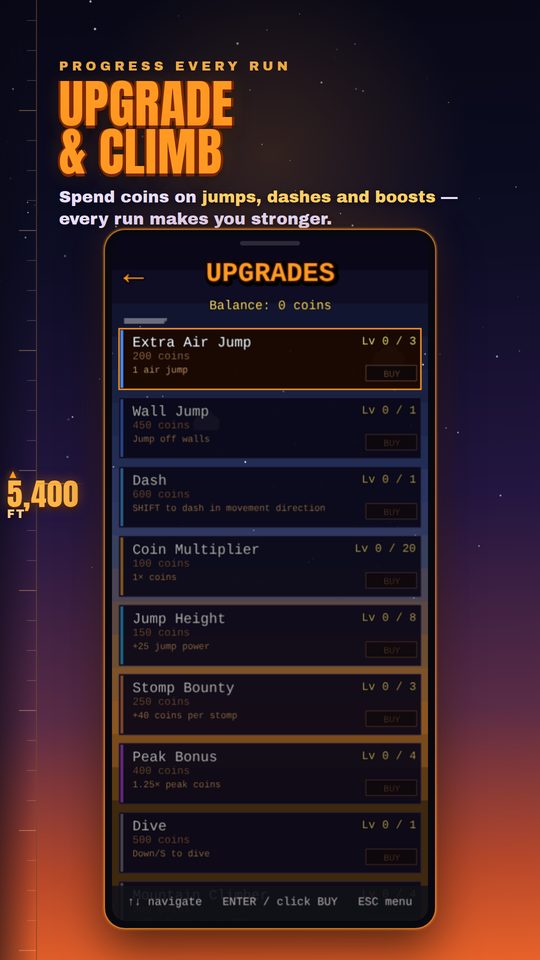 PROGRESS EVERY RUN
UPGRADE
& CLIMB
Spend coins on jumps, dashes and boosts —
every run makes you stronger.
← UPGRADES
Balance: 0 coins
Extra Air Jump Lv 0 / 3
200 coins
1 air jump BUY
Wall Jump Lv 0 / 1
450 coins
Jump off walls BUY
Dash Lv 0 / 1
600 coins
SHIFT to dash in movement direction BUY
Coin Multiplier Lv 0 / 20
100 coins
1× coins BUY
Jump Height Lv 0 / 8
150 coins
+25 jump power BUY
Stomp Bounty Lv 0 / 3
250 coins
+40 coins per stomp BUY
Peak Bonus Lv 0 / 4
400 coins
1.25× peak coins BUY
Dive Lv 0 / 1
500 coins
Down/S to dive BUY
Mountain Climber Lv 0 / 4
↑↓ navigate ENTER / click BUY ESC menu
▲
5,400
FT